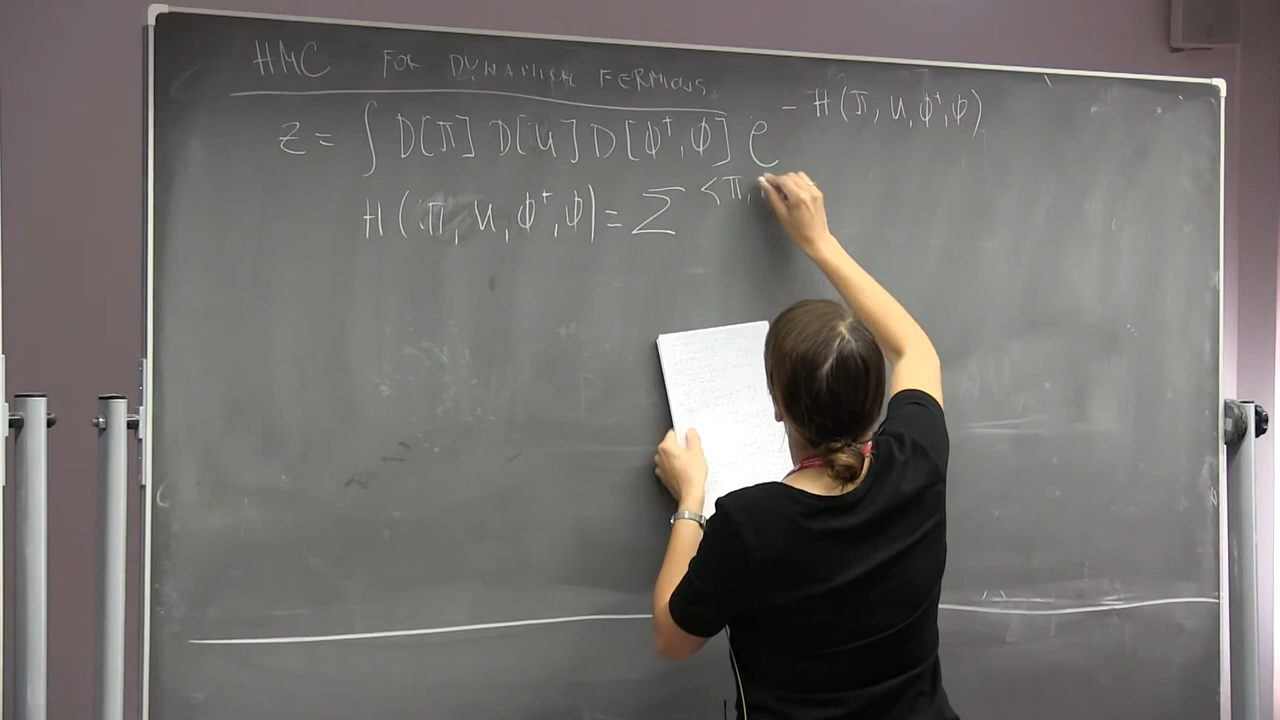 HMC FOR DYNAMICAL FERMIONS
Z = ∫ D[π] D[U] D[Φ†,Φ] e^{- H(π, U, Φ†,Φ)}
H(π, U, Φ†,Φ) = Σ <π,